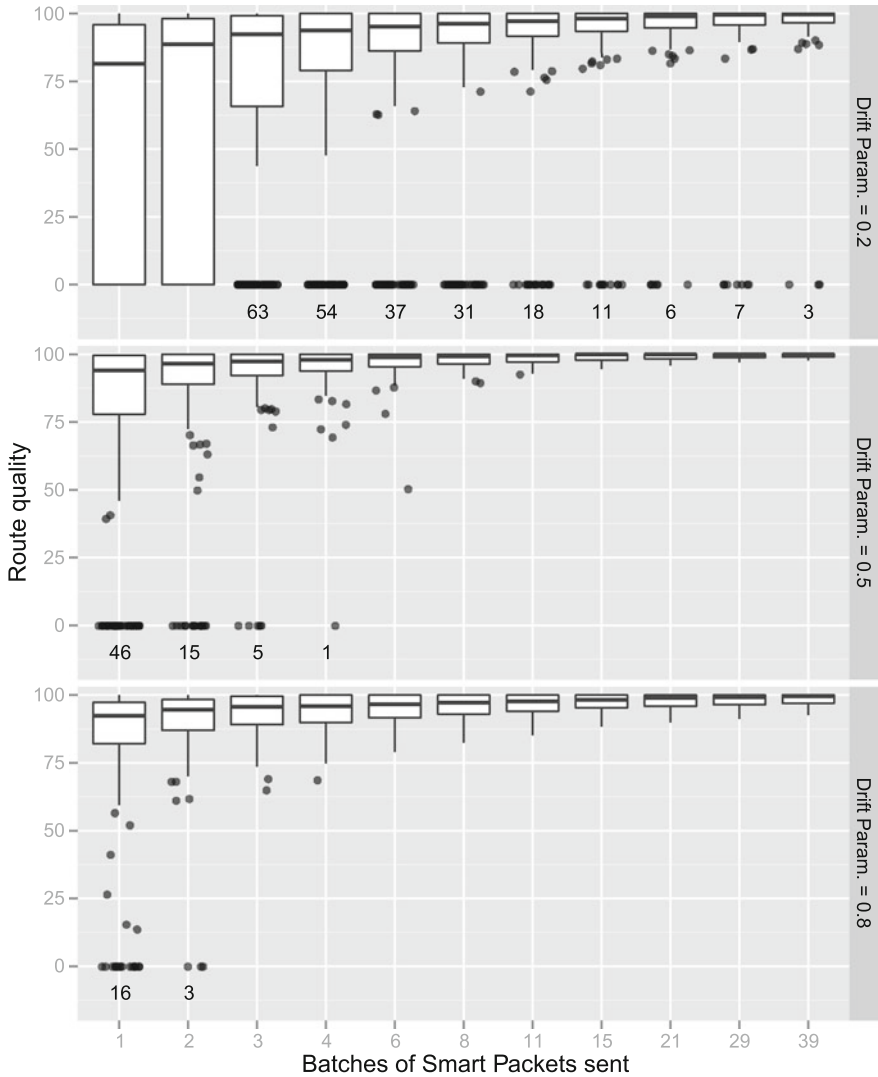 100
75
50
25
0
63 54 37 31 18 11 6 7 3
Drift Param. = 0.2
100
75
50
25
0
46 15 5 1
Drift Param. = 0.5
100
75
50
25
0
16 3
Drift Param. = 0.8
Route quality
1 2 3 4 6 8 11 15 21 29 39
Batches of Smart Packets sent